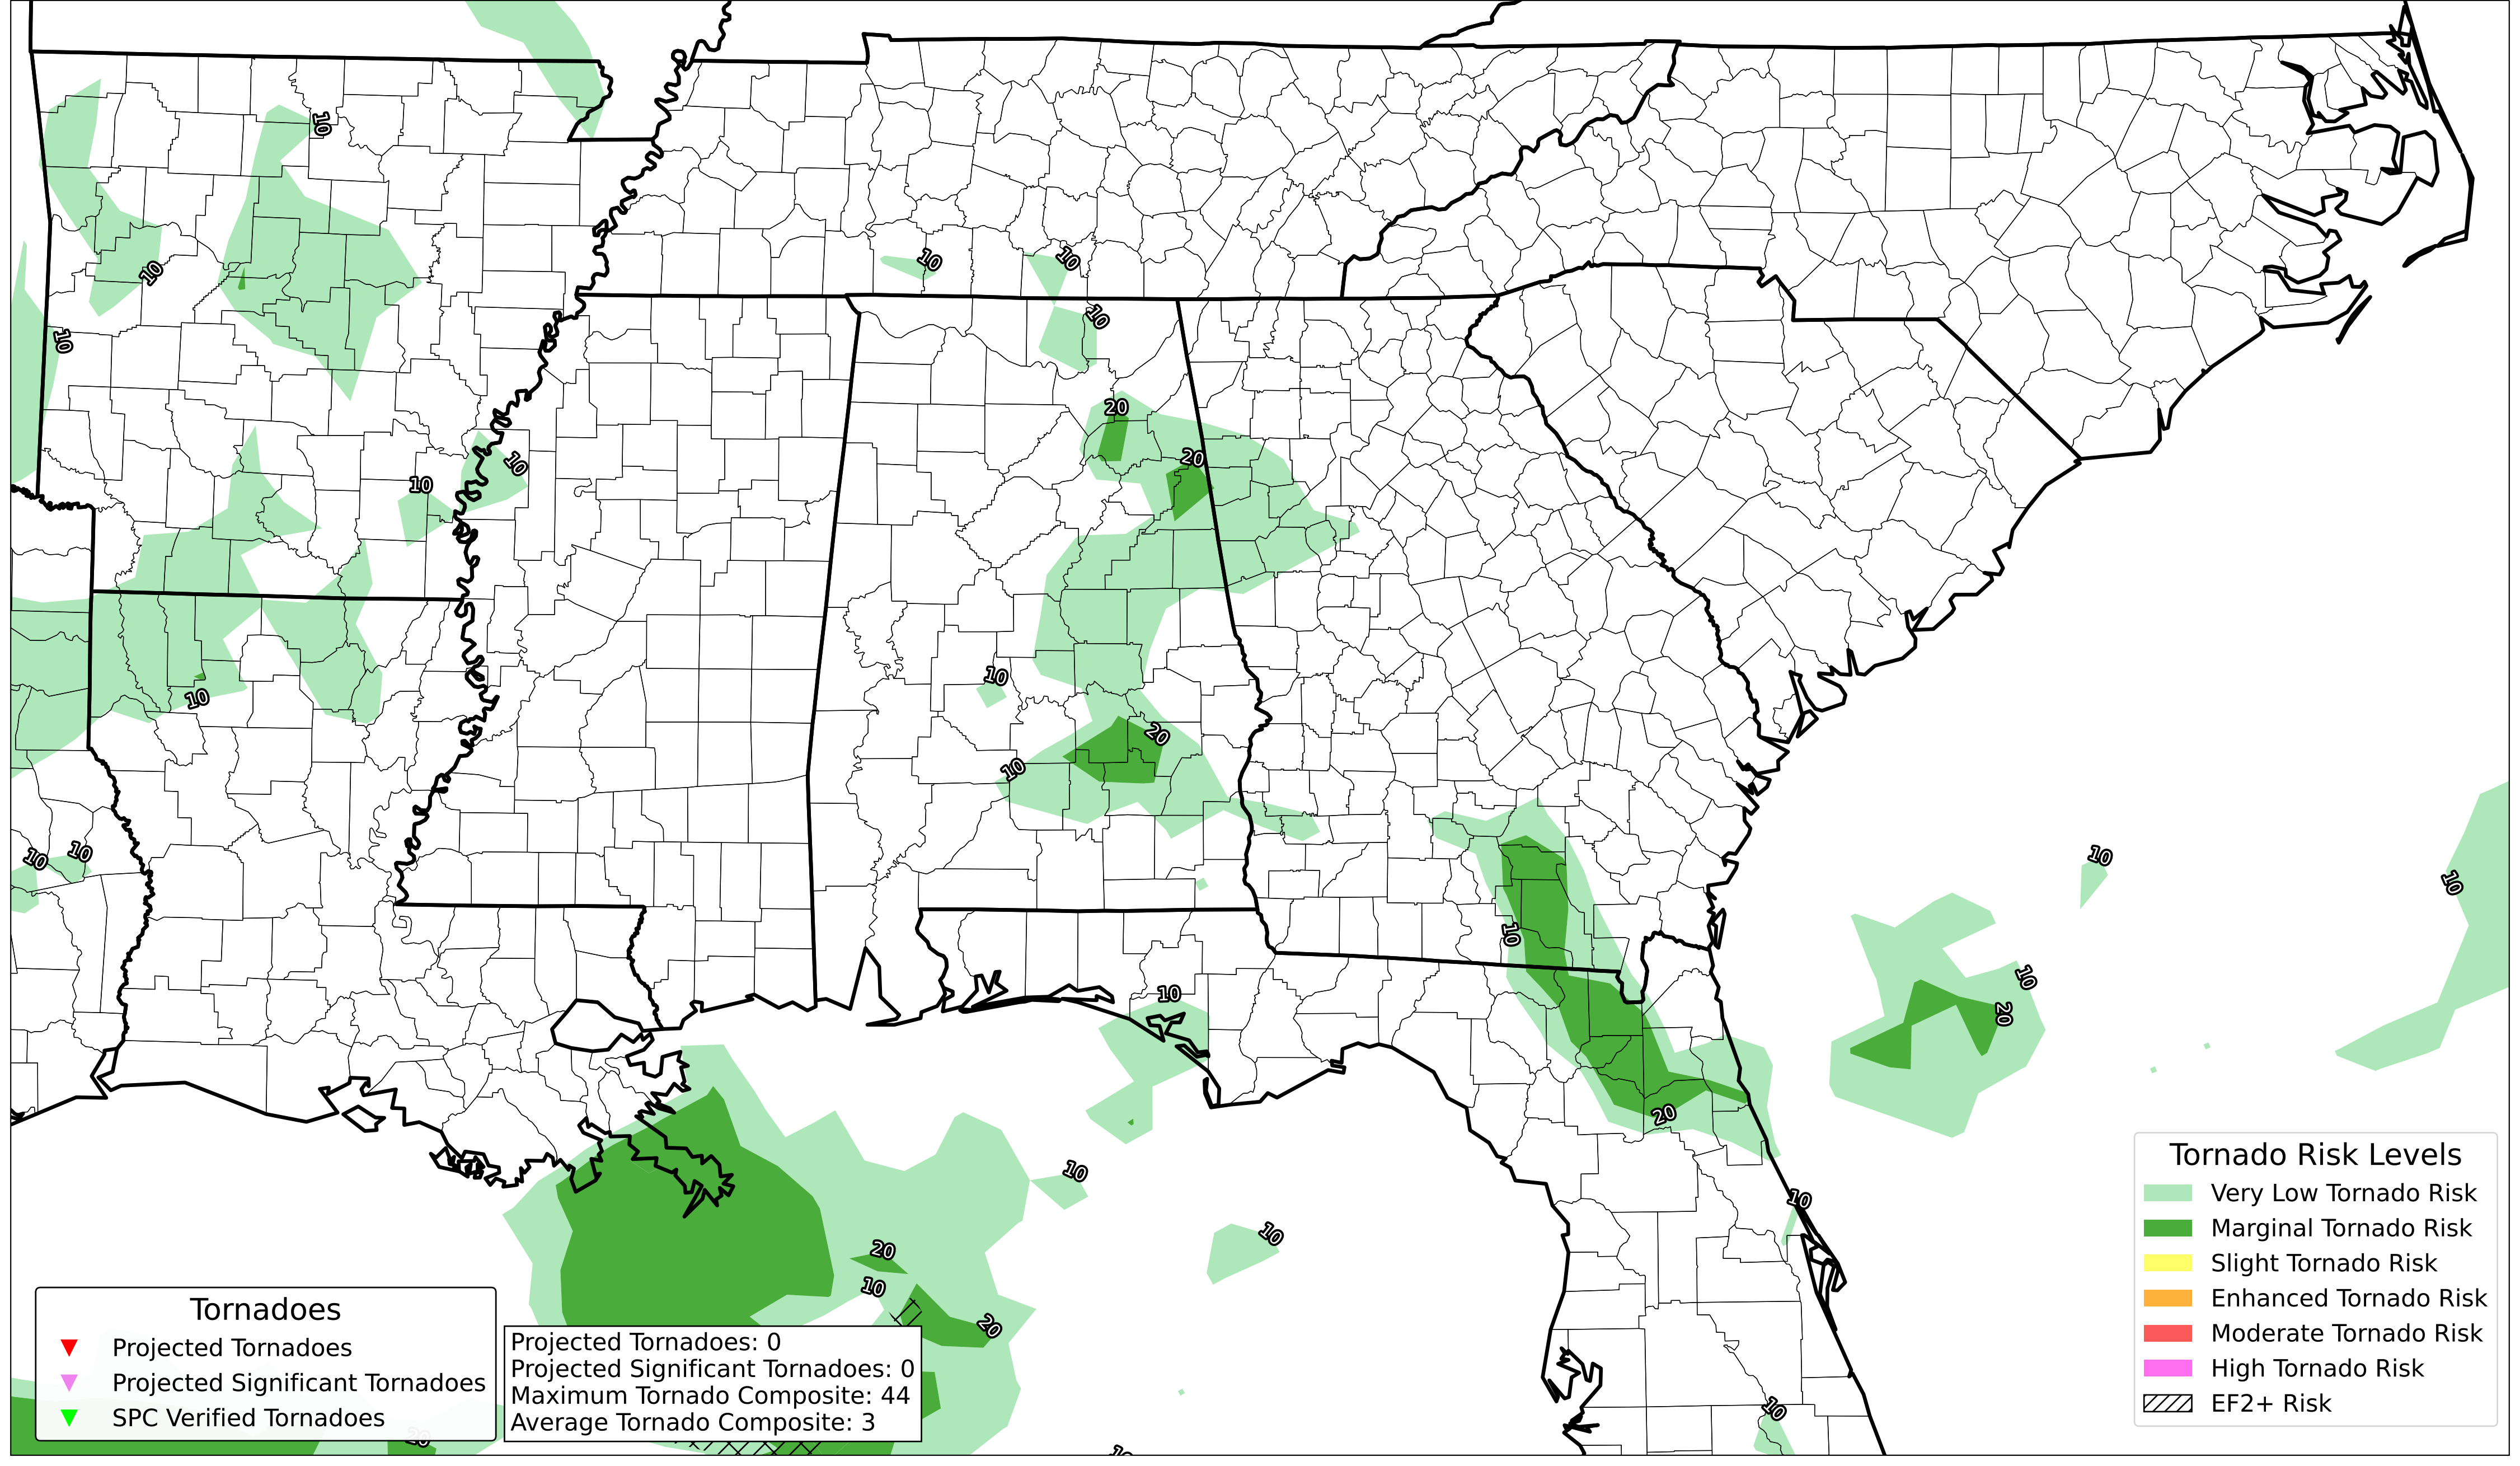 10
10
10
10
10
10
20
20
10
10
10
10
20
10
10
10
10
10
10
10
10
20
20
10
10
10
20
10
20
10
20
10
Tornado Risk Levels
Very Low Tornado Risk
Marginal Tornado Risk
Slight Tornado Risk
Enhanced Tornado Risk
Moderate Tornado Risk
High Tornado Risk
EF2+ Risk
Tornadoes
Projected Tornadoes
Projected Significant Tornadoes
SPC Verified Tornadoes
Projected Tornadoes: 0
Projected Significant Tornadoes: 0
Maximum Tornado Composite: 44
Average Tornado Composite: 3